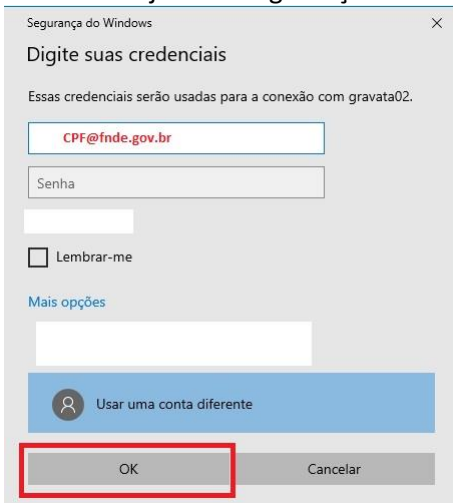 Segurança do Windows
Digite suas credenciais
Essas credenciais serão usadas para a conexão com gravata02.
CPF@fnde.gov.br
Senha
Lembrar-me
Mais opções
Usar uma conta diferente
OK
Cancelar